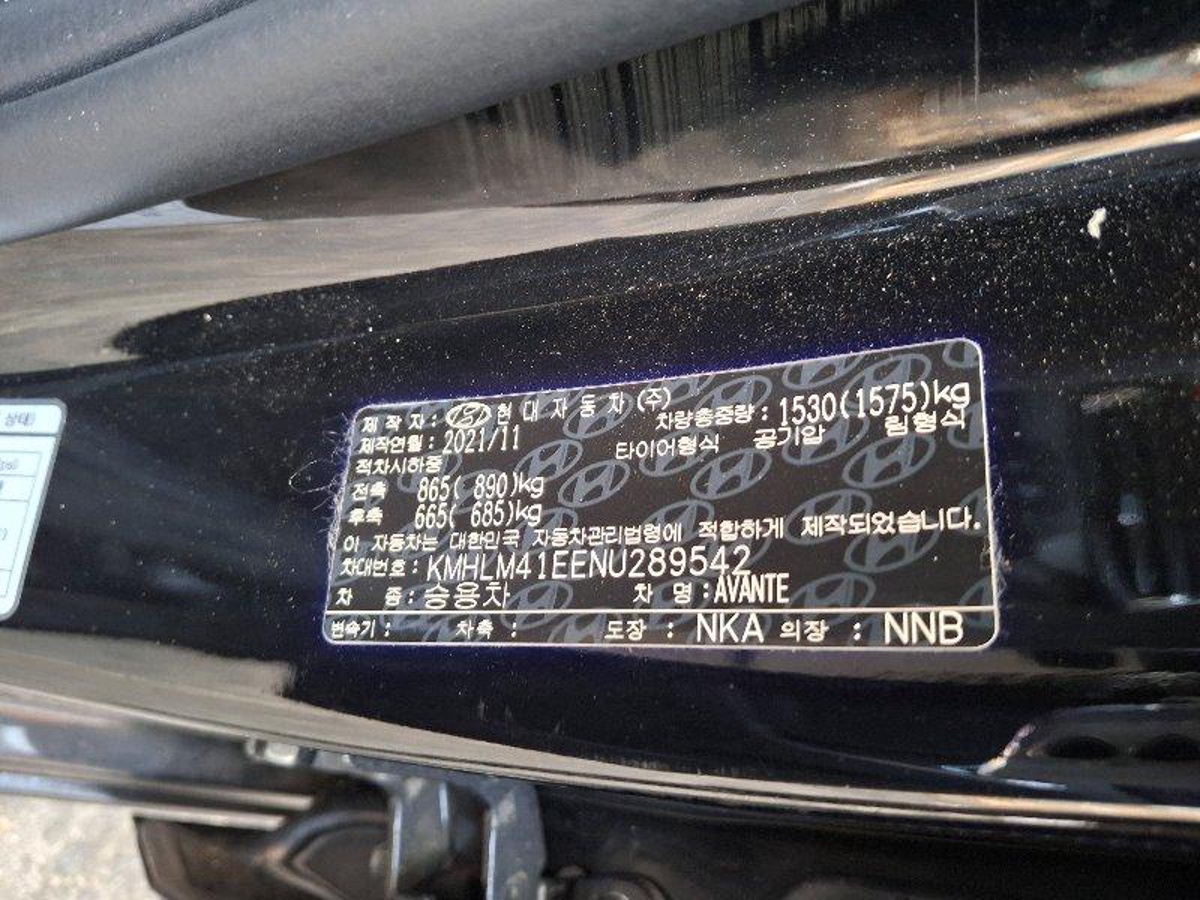 상태)
제 작 자 : 현 대 자 동 차 (주) 차량총중량 : 1530(1575)kg
제작연월 : 2021/11 타이어형식 공기압 림형식
적차시하중
전축 865( 890)kg
후축 665( 685)kg
이 자동차는 대한민국 자동차관리법령에 적합하게 제작되었습니다.
차대번호 : KMHLM41EENU289542
차 종 : 승용차 차 명 : AVANTE
변속기 : 차축 : 도장 : NKA 의장 : NNB